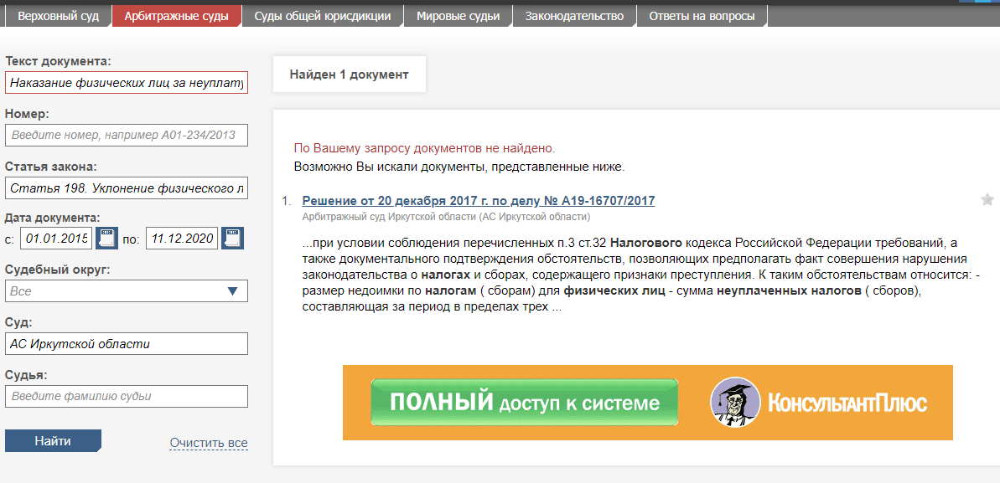 Верховный суд
Арбитражные суды
Суды общей юрисдикции
Мировые судьи
Законодательство
Ответы на вопросы
Текст документа:
Наказание физических лиц за неуплату
Номер:
Введите номер, например А01-234/2013
Статья закона:
Статья 198. Уклонение физического л
Дата документа:
с: 01.01.2015 по: 11.12.2020
Судебный округ:
Все
Суд:
АС Иркутской области
Судья:
Введите фамилию судьи
Найти
Очистить все
Найден 1 документ
По Вашему запросу документов не найдено.
Возможно Вы искали документы, представленные ниже.
1. Решение от 20 декабря 2017 г. по делу № А19-16707/2017
Арбитражный суд Иркутской области (АС Иркутской области)
...при условии соблюдения перечисленных п.3 ст.32 Налогового кодекса Российской Федерации требований, а
также документального подтверждения обстоятельств, позволяющих предполагать факт совершения нарушения
законодательства о налогах и сборах, содержащего признаки преступления. К таким обстоятельствам относится: -
размер недоимки по налогам ( сборам) для физических лиц - сумма неуплаченных налогов ( сборов),
составляющая за период в пределах трех ...
ПОЛНЫЙ доступ к системе
КонсультантПлюс